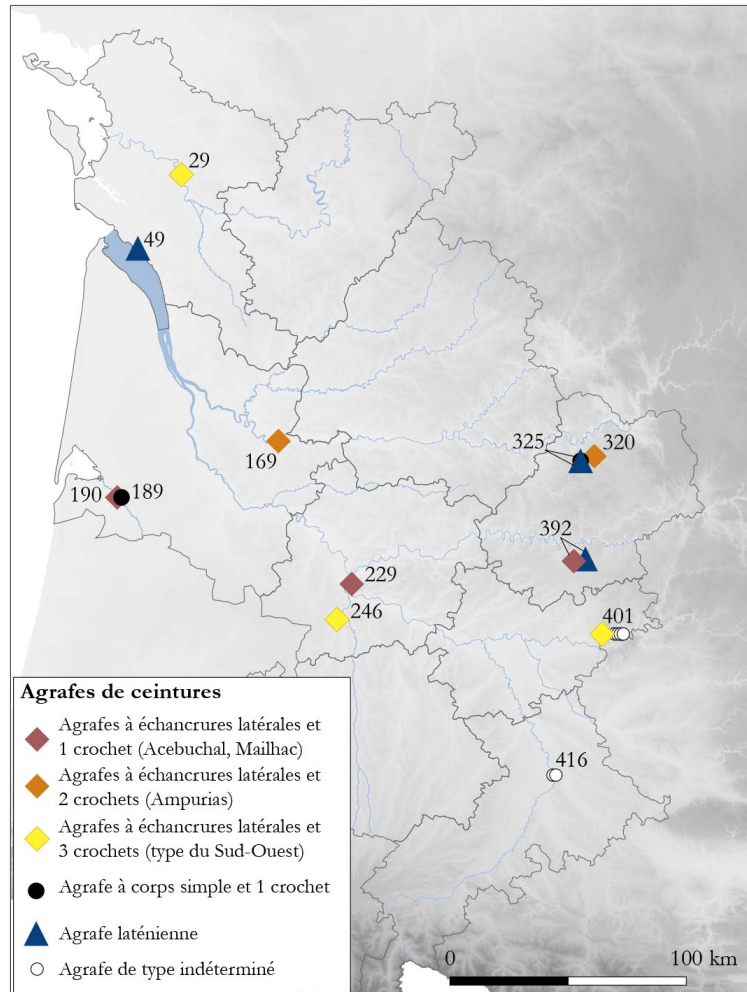 29
49
169
325
320
190
189
392
229
246
401
416
Agrafes de ceintures
Agrafes à échancrures latérales et
1 crochet (Acebuchal, Mailhac)
Agrafes à échancrures latérales et
2 crochets (Ampurias)
Agrafes à échancrures latérales et
3 crochets (type du Sud-Ouest)
Agrafe à corps simple et 1 crochet
Agrafe laténienne
Agrafe de type indéterminé
0 100 km